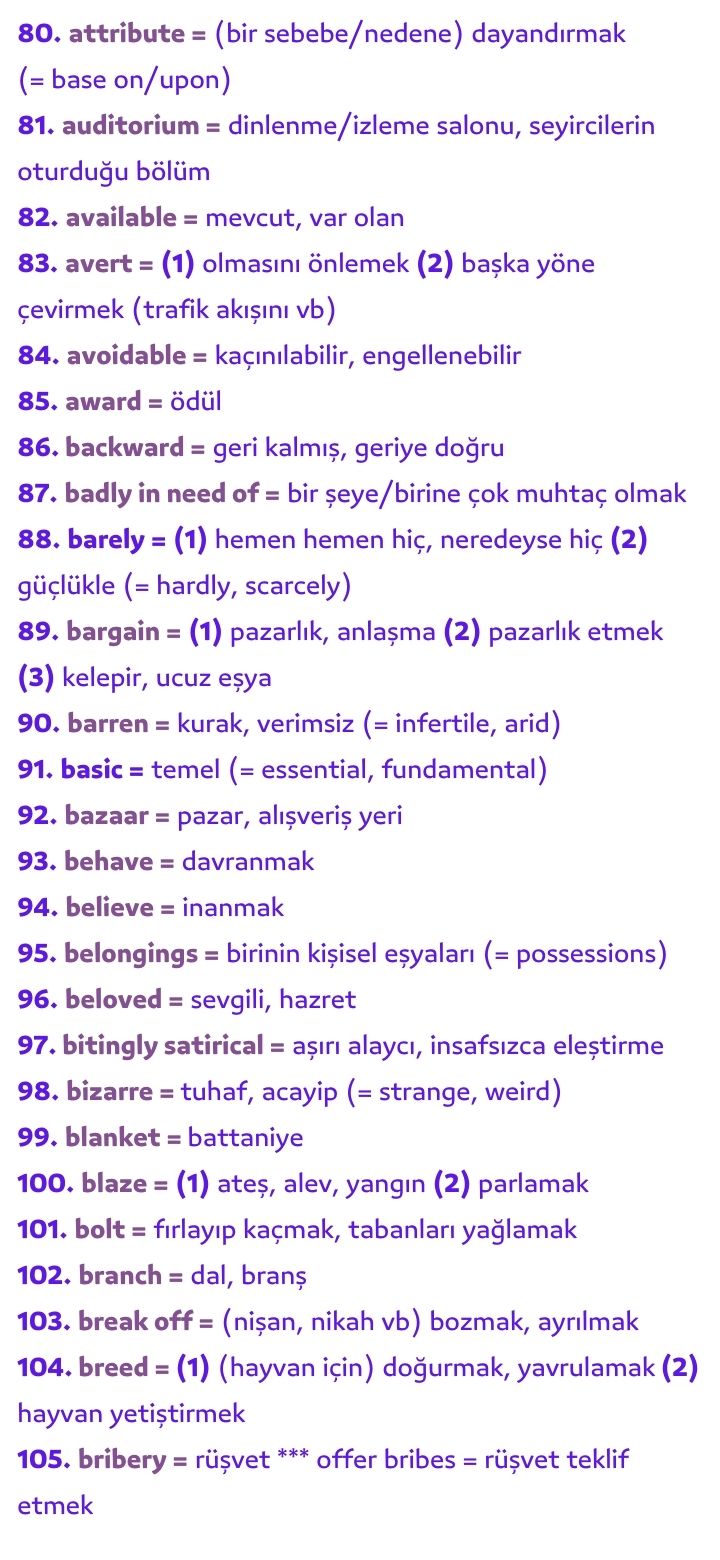 80. attribute = (bir sebebe/nedene) dayandırmak
(= base on/upon)
81. auditorium = dinlenme/izleme salonu, seyircilerin
oturduğu bölüm
82. available = mevcut, var olan
83. avert = (1) olmasını önlemek (2) başka yöne
çevirmek (trafik akışını vb)
84. avoidable = kaçınılabilir, engellenebilir
85. award = ödül
86. backward = geri kalmış, geriye doğru
87. badly in need of = bir şeye/birine çok muhtaç olmak
88. barely = (1) hemen hemen hiç, neredeyse hiç (2)
güçlükle (= hardly, scarcely)
89. bargain = (1) pazarlık, anlaşma (2) pazarlık etmek
(3) kelepir, ucuz eşya
90. barren = kurak, verimsiz (= infertile, arid)
91. basic = temel (= essential, fundamental)
92. bazaar = pazar, alışveriş yeri
93. behave = davranmak
94. believe = inanmak
95. belongings = birinin kişisel eşyaları (= possessions)
96. beloved = sevgili, hazret
97. bitingly satirical = aşırı alaycı, insafsızca eleştirme
98. bizarre = tuhaf, acayip (= strange, weird)
99. blanket = battaniye
100. blaze = (1) ateş, alev, yangın (2) parlamak
101. bolt = fırlayıp kaçmak, tabanları yağlamak
102. branch = dal, branş
103. break off = (nişan, nikah vb) bozmak, ayrılmak
104. breed = (1) (hayvan için) doğurmak, yavrulamak (2)
hayvan yetiştirmek
105. bribery = rüşvet *** offer bribes = rüşvet teklif
etmek